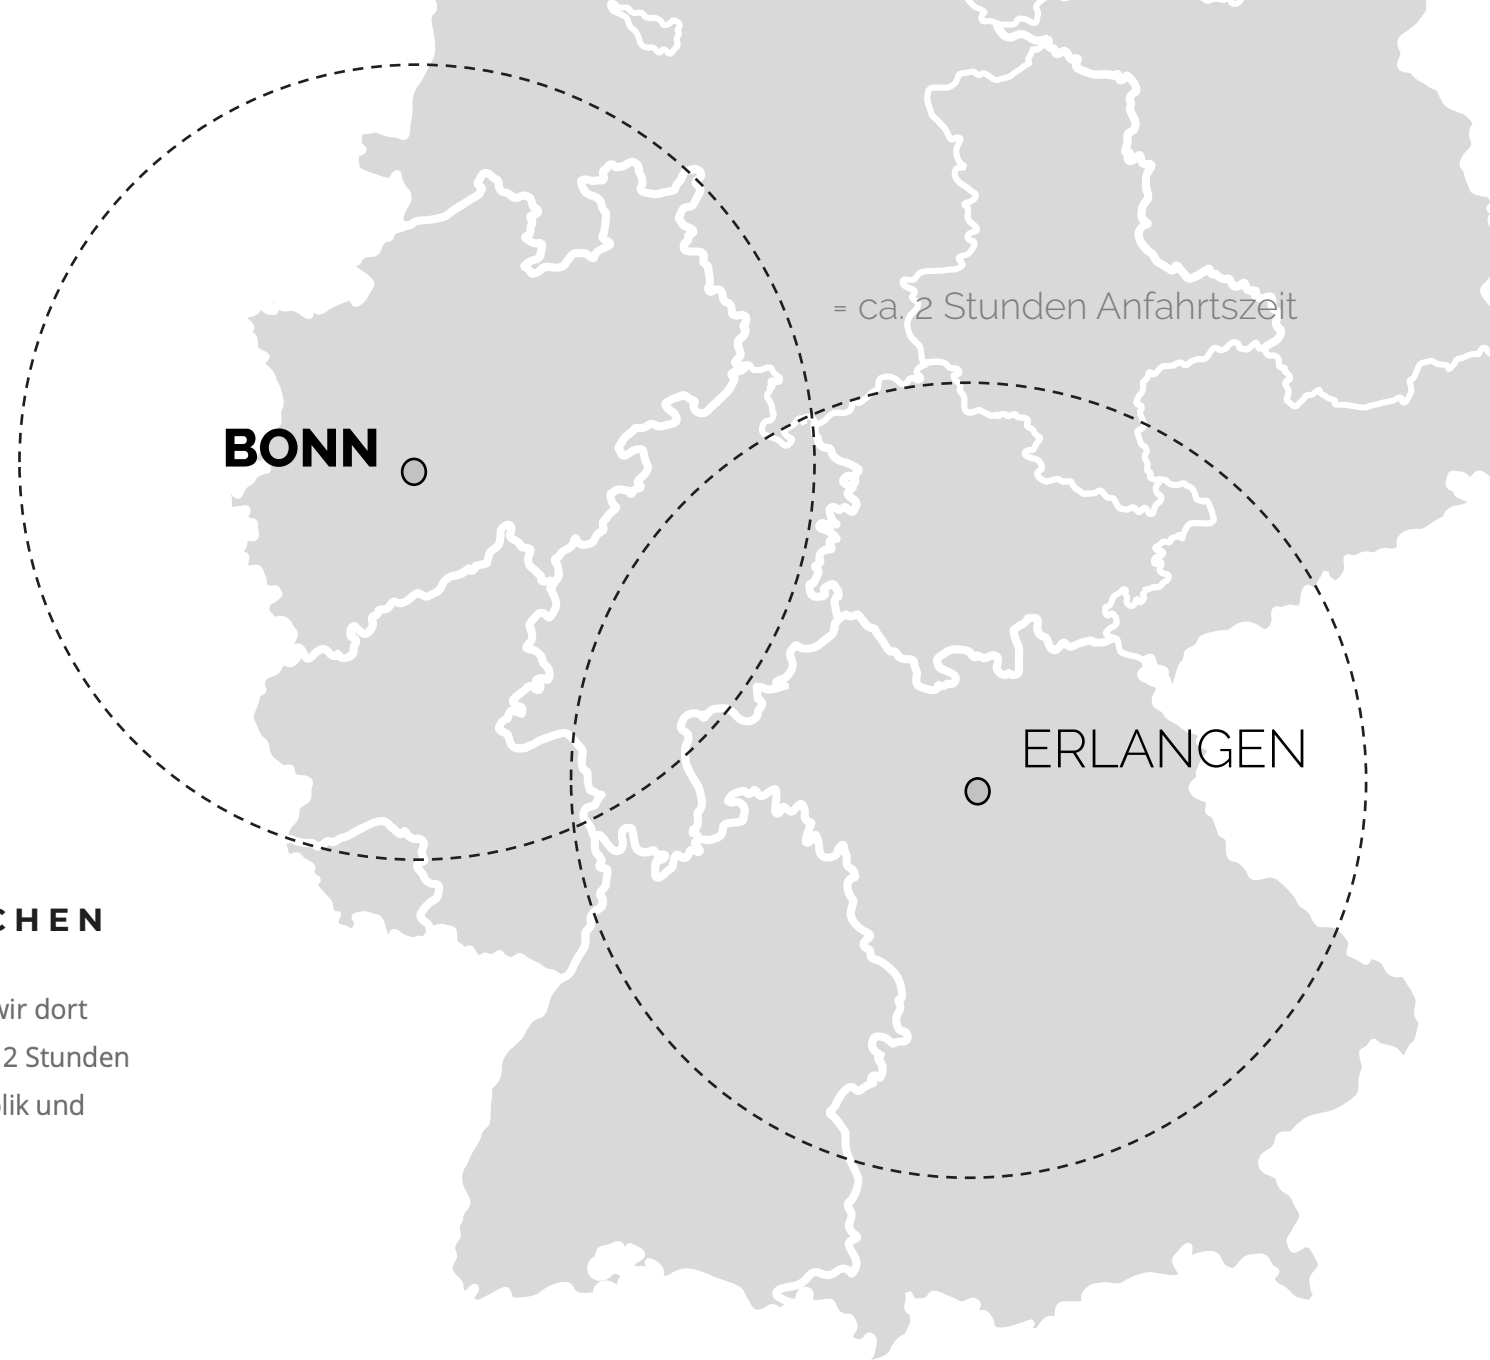 = ca. 2 Stunden Anfahrtszeit
BONN
ERLANGEN
CHEN
wir dort
2 Stunden
lik und